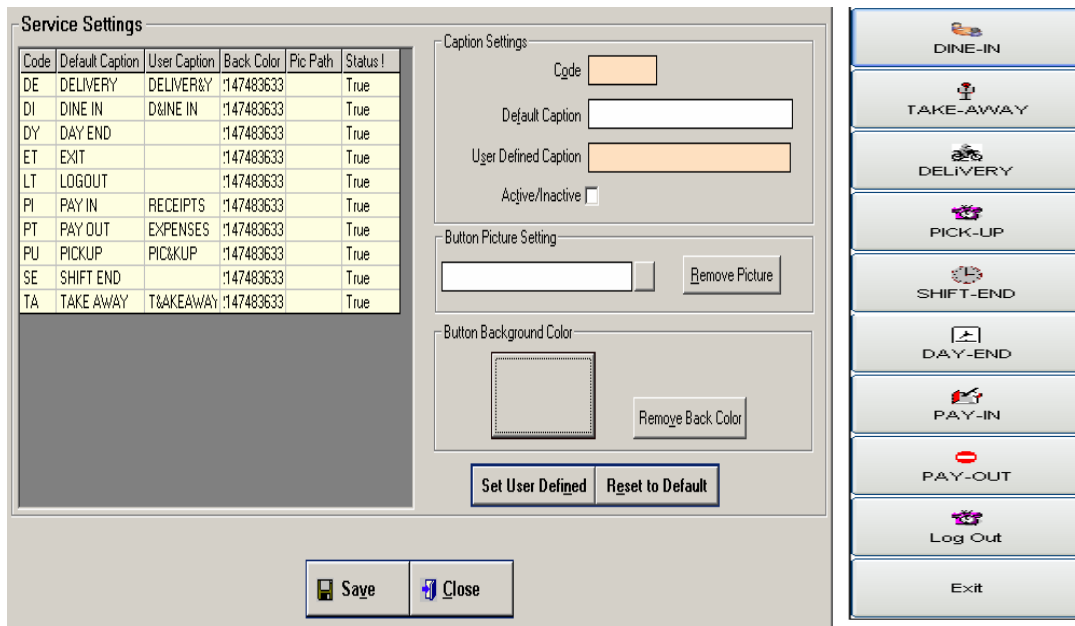 Service Settings
Code Default Caption User Caption Back Color Pic Path Status !
DE DELIVERY DELIVER&Y !147483633 True
DI DINE IN D&INE IN !147483633 True
DY DAY END !147483633 True
ET EXIT !147483633 True
LT LOGOUT !147483633 True
PI PAY IN RECEIPTS !147483633 True
PT PAY OUT EXPENSES !147483633 True
PU PICKUP PIC&KUP !147483633 True
SE SHIFT END !147483633 True
TA TAKE AWAY T&AKEAWAY !147483633 True
Caption Settings
Code
Default Caption
User Defined Caption
Active/Inactive
Button Picture Setting
Remove Picture
Button Background Color
Remove Back Color
Set User Defined Reset to Default
Save Close
DINE-IN
TAKE-AWAY
DELiVERY
PICK-UP
SHIFT-END
DAY-END
PAY-IN
PAY-OUT
Log Out
Exit